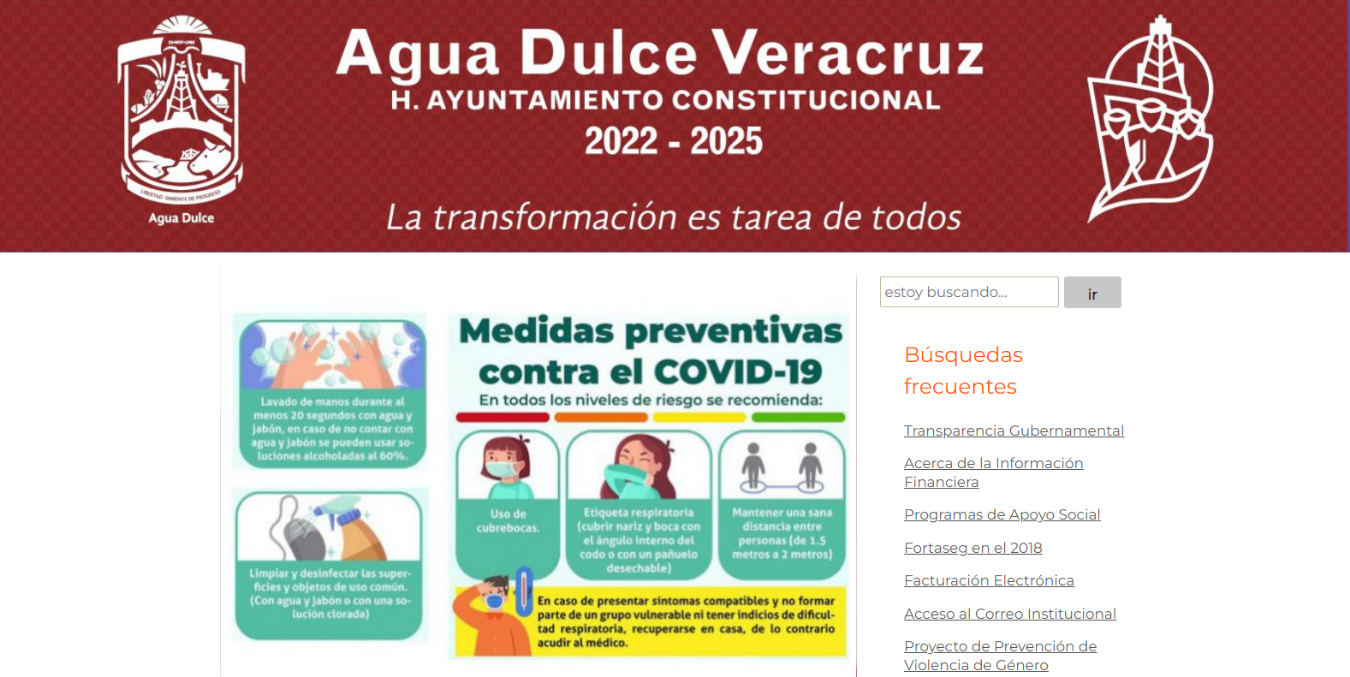 Agua Dulce Veracruz
H. AYUNTAMIENTO CONSTITUCIONAL
2022 - 2025
La transformación es tarea de todos
Agua Dulce
Lavado de manos durante al
menos 20 segundos con agua y
jabón, en caso de no contar con
agua y jabón se pueden usar so-
luciones alcoholadas al 60%.
Limpiar y desinfectar las super-
ficies y objetos de uso común.
(Con agua y jabón o con una so-
lución clorada)
Medidas preventivas
contra el COVID-19
En todos los niveles de riesgo se recomienda:
Uso de
cubrebocas.
Etiqueta respiratoria
(cubrir nariz y boca con
el ángulo interno del
codo o con un pañuelo
desechable)
Mantener una sana
distancia entre
personas (de 1.5
metros a 2 metros)
En caso de presentar síntomas compatibles y no formar
parte de un grupo vulnerable ni tener indicios de dificul-
tad respiratoria, recuperarse en casa, de lo contrario
acudir al médico.
estoy buscando...
ir
Búsquedas
frecuentes
Transparencia Gubernamental
Acerca de la Información
Financiera
Programas de Apoyo Social
Fortaseg en el 2018
Facturación Electrónica
Acceso al Correo Institucional
Proyecto de Prevención de
Violencia de Género